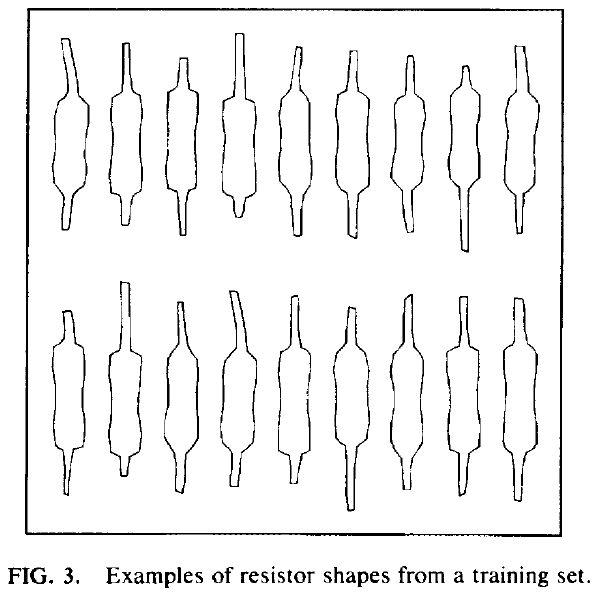 FIG. 3. Examples of resistor shapes from a training set.